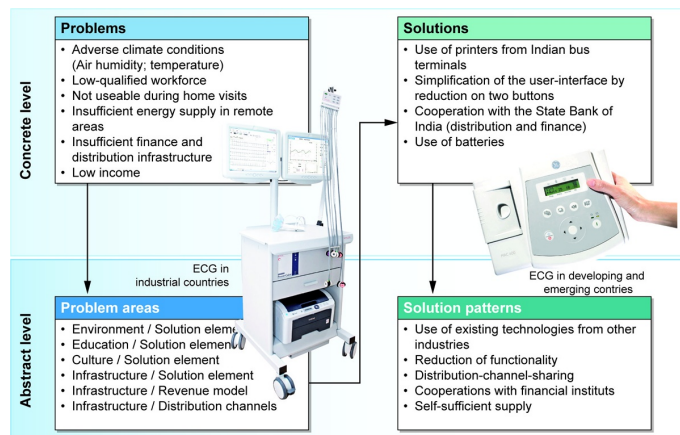 Problems
• Adverse climate conditions
(Air humidity; temperature)
• Low-qualified workforce
• Not useable during home visits
• Insufficient energy supply in remote
areas
• Insufficient finance and
distribution infrastructure
• Low income
Solutions
• Use of printers from Indian bus
terminals
• Simplification of the user-interface by
reduction on two buttons
• Cooperation with the State Bank of
India (distribution and finance)
• Use of batteries
Concrete level
ECG in
industrial countries
ECG in developing and
emerging contries
Abstract level
Problem areas
• Environment / Solution eleme
• Education / Solution element
• Culture / Solution element
• Infrastructure / Solution element
• Infrastructure / Revenue model
• Infrastructure / Distribution channels
Solution patterns
• Use of existing technologies from other
industries
• Reduction of functionality
• Distribution-channel-sharing
• Cooperations with financial instituts
• Self-sufficient supply